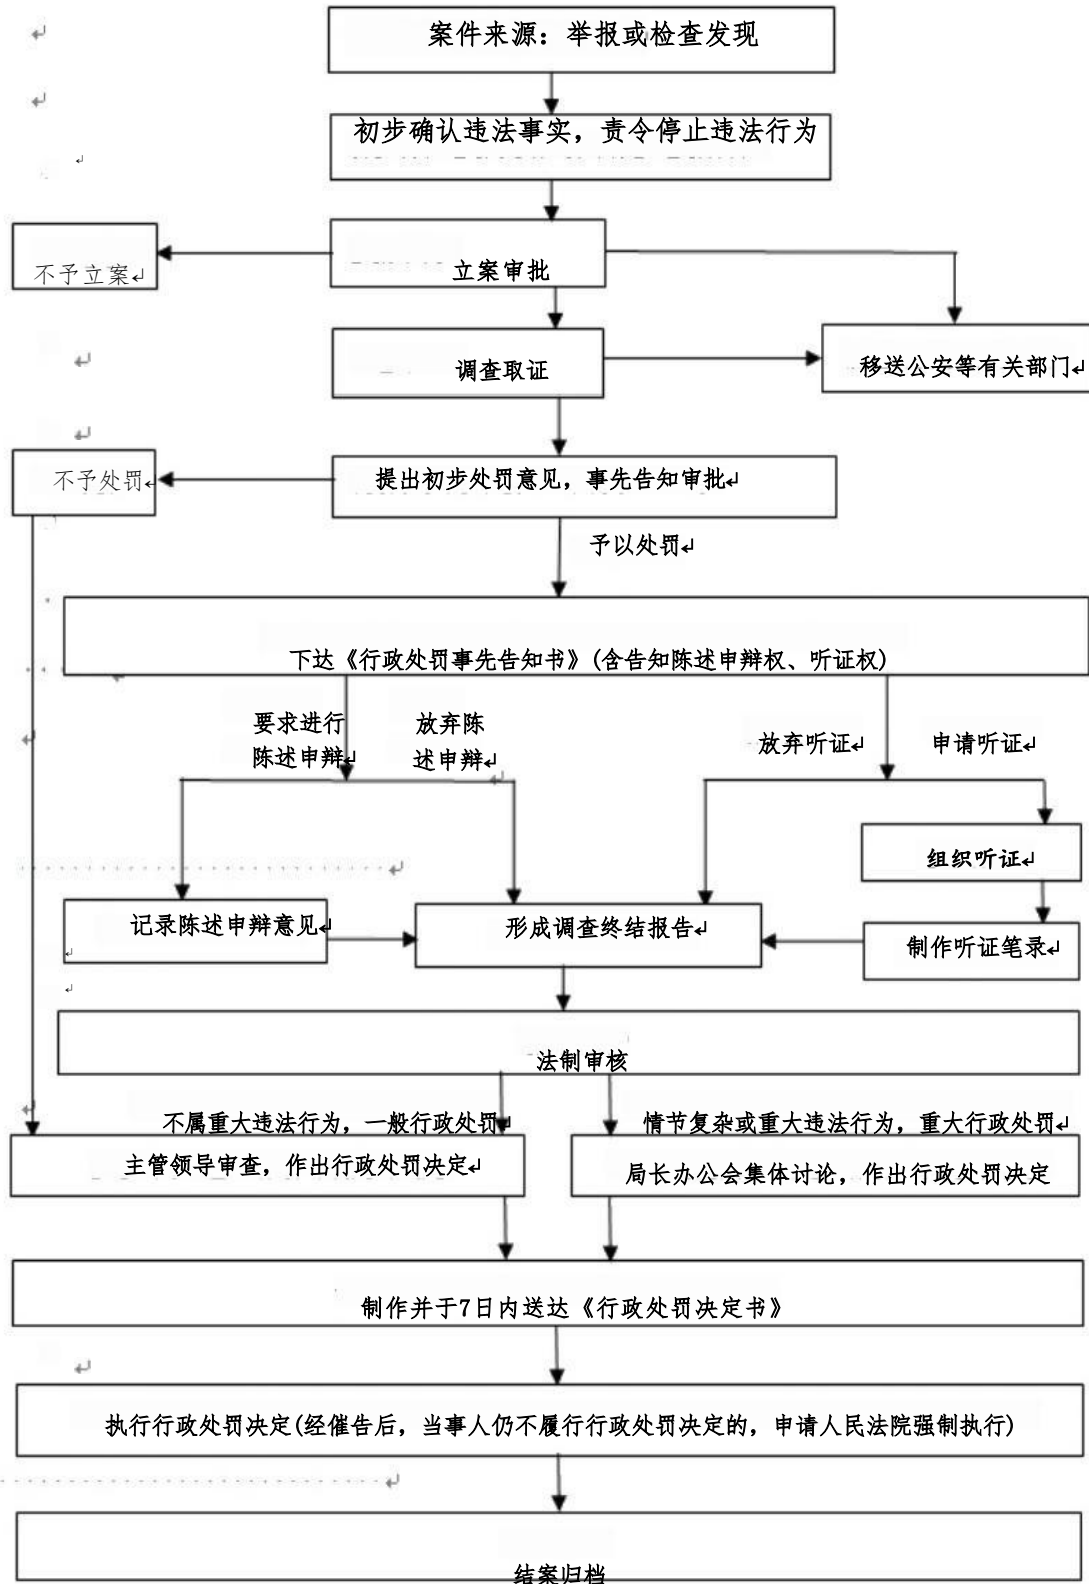 案件来源：举报或检查发现
初步确认违法事实，责令停止违法行为
立案审批
不予立案
调查取证
移送公安等有关部门
提出初步处罚意见，事先告知审批
不予处罚
予以处罚
下达《行政处罚事先告知书》(含告知陈述申辩权、听证权)
要求进行
陈述申辩
放弃陈
述申辩
放弃听证
申请听证
组织听证
记录陈述申辩意见
形成调查终结报告
制作听证笔录
法制审核
不属重大违法行为，一般行政处罚
情节复杂或重大违法行为，重大行政处罚
主管领导审查，作出行政处罚决定
局长办公会集体讨论，作出行政处罚决定
制作并于7日内送达《行政处罚决定书》
执行行政处罚决定(经催告后，当事人仍不履行行政处罚决定的，申请人民法院强制执行)
结案归档